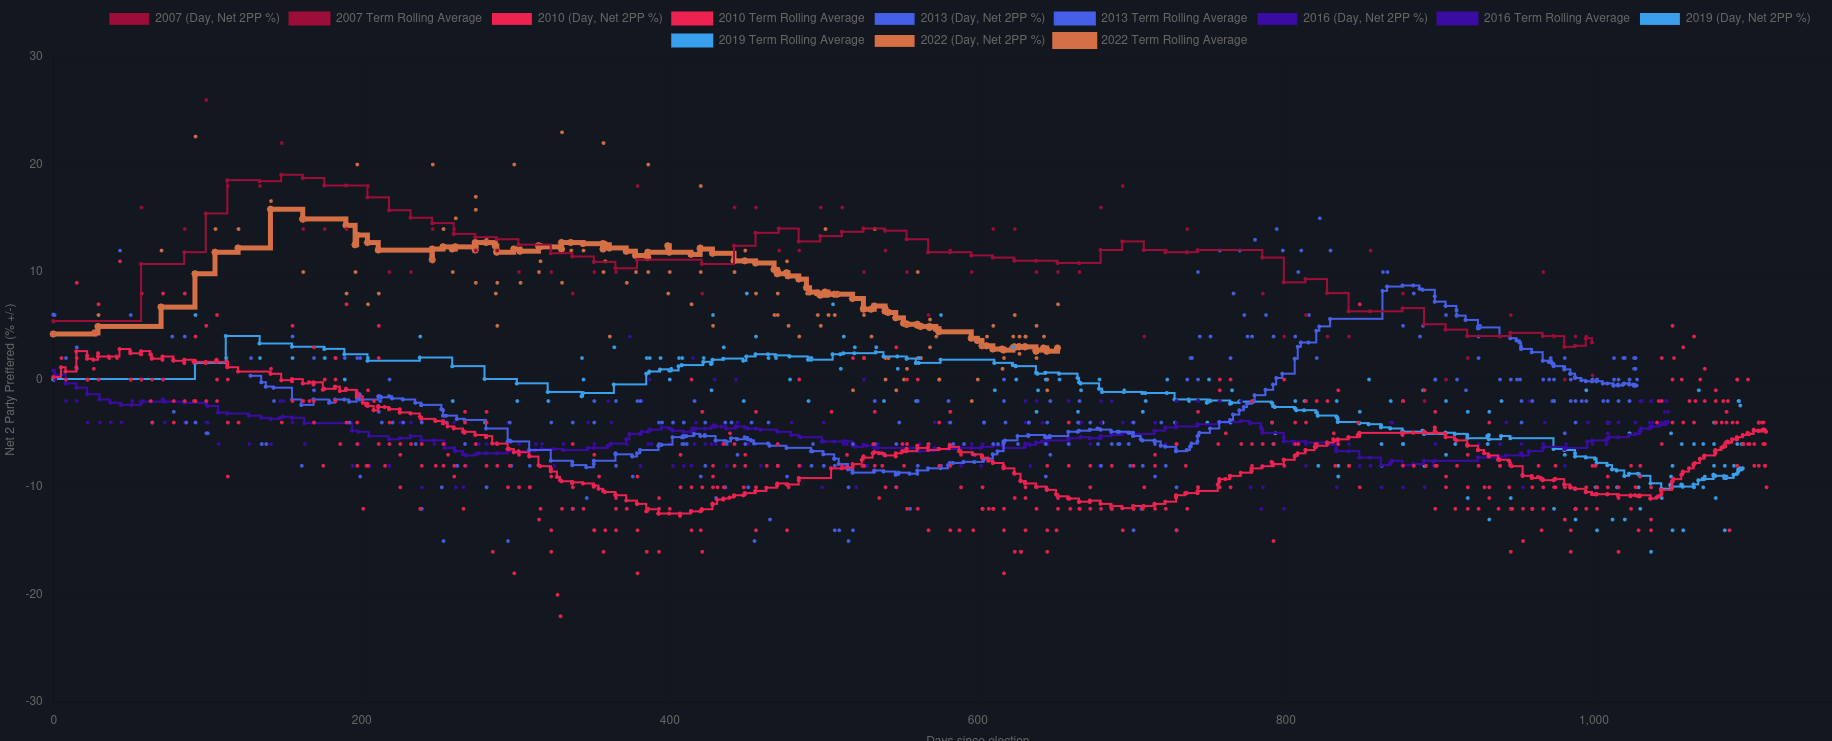 2007 (Day, Net 2PP %) 2007 Term Rolling Average 2010 (Day, Net 2PP %) 2010 Term Rolling Average 2013 (Day, Net 2PP %) 2013 Term Rolling Average 2016 (Day, Net 2PP %) 2016 Term Rolling Average 2019 (Day, Net 2PP %)
2019 Term Rolling Average 2022 (Day, Net 2PP %) 2022 Term Rolling Average
30
20
10
0
-10
-20
-30
Net 2 Party Preffered (% +/-)
0 200 400 600 800 1,000
Days since election